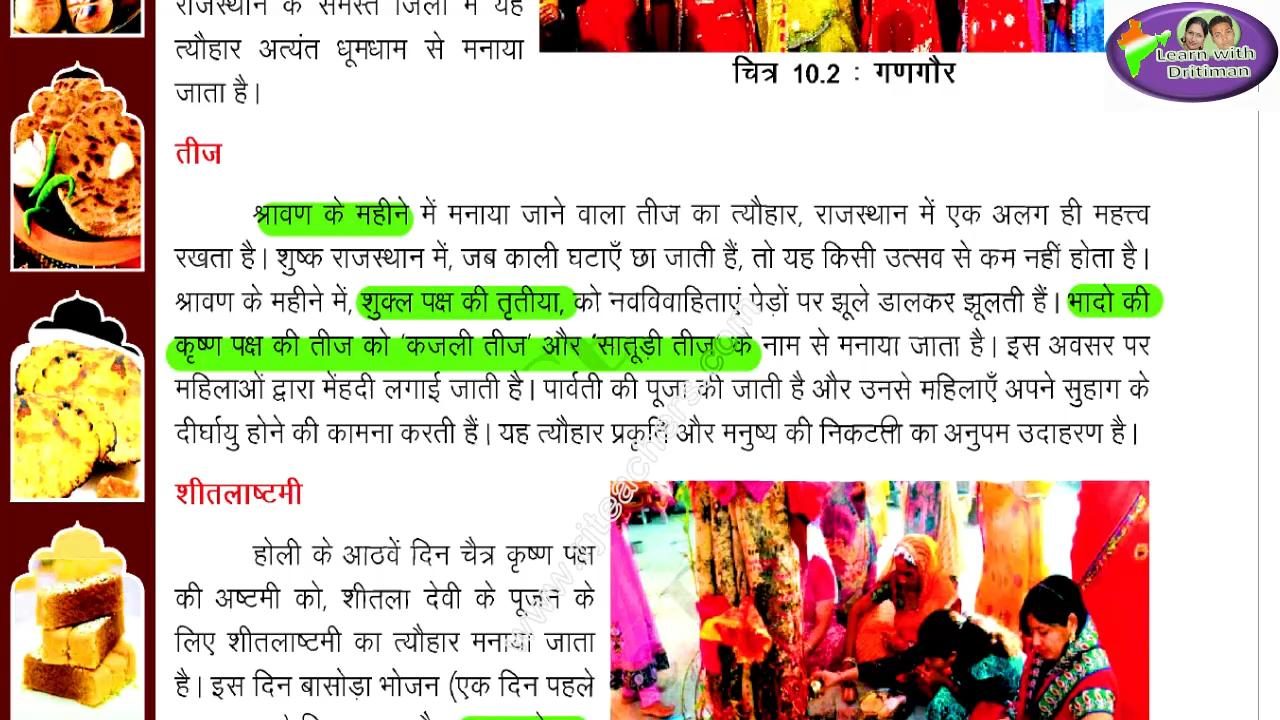 राजस्थान के समस्त जिलों में यह
त्यौहार अत्यंत धूमधाम से मनाया
जाता है।
चित्र 10.2 : गणगौर
Learn with
Dritiman
तीज
श्रावण के महीने में मनाया जाने वाला तीज का त्यौहार, राजस्थान में एक अलग ही महत्त्व
रखता है। शुष्क राजस्थान में, जब काली घटाएँ छा जाती हैं, तो यह किसी उत्सव से कम नहीं होता है।
श्रावण के महीने में, शुक्ल पक्ष की तृतीया, को नवविवाहिताएं पेड़ों पर झूले डालकर झूलती हैं। भादो की
कृष्ण पक्ष की तीज को 'कजली तीज' और 'सातूड़ी तीज' के नाम से मनाया जाता है। इस अवसर पर
महिलाओं द्वारा मेंहदी लगाई जाती है। पार्वती की पूजा की जाती है और उनसे महिलाएँ अपने सुहाग के
दीर्घायु होने की कामना करती हैं। यह त्यौहार प्रकृति और मनुष्य की निकटती का अनुपम उदाहरण है।
शीतलाष्टमी
होली के आठवें दिन चैत्र कृष्ण पक्ष
की अष्टमी को, शीतला देवी के पूजन के
लिए शीतलाष्टमी का त्यौहार मनाया जाता
है। इस दिन बासोड़ा भोजन (एक दिन पहले